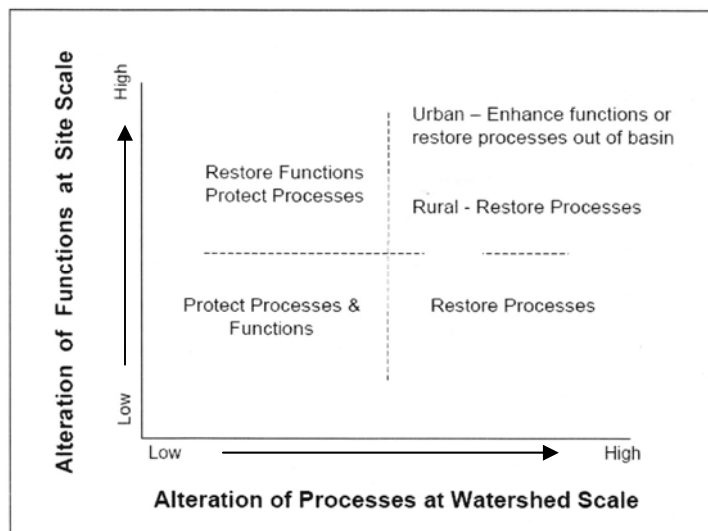 Alteration of Functions at Site Scale
High
Low
Urban – Enhance functions or
restore processes out of basin
Restore Functions
Protect Processes
Rural - Restore Processes
Protect Processes &
Functions
Restore Processes
Low
High
Alteration of Processes at Watershed Scale